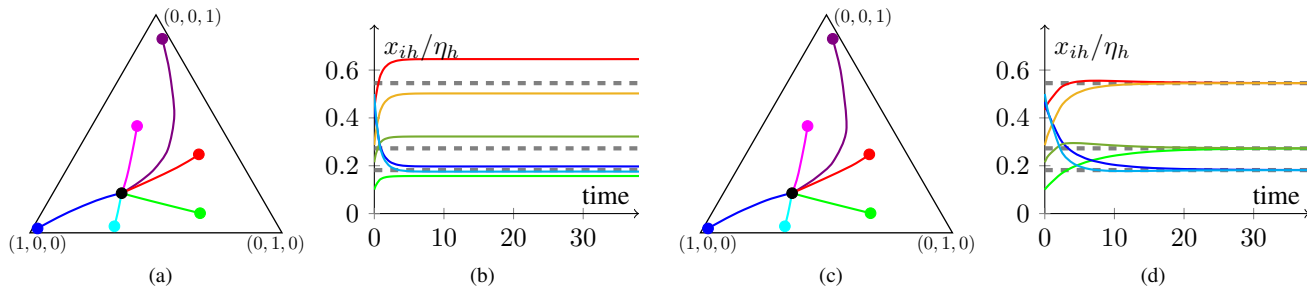 (0, 0, 1)
(1, 0, 0)
(0, 1, 0)
(a)
x_{ih}/η_h
0.6
0.4
0.2
0
time
0
10
20
30
(b)
(0, 0, 1)
(1, 0, 0)
(0, 1, 0)
(c)
x_{ih}/η_h
0.6
0.4
0.2
0
time
0
10
20
30
(d)